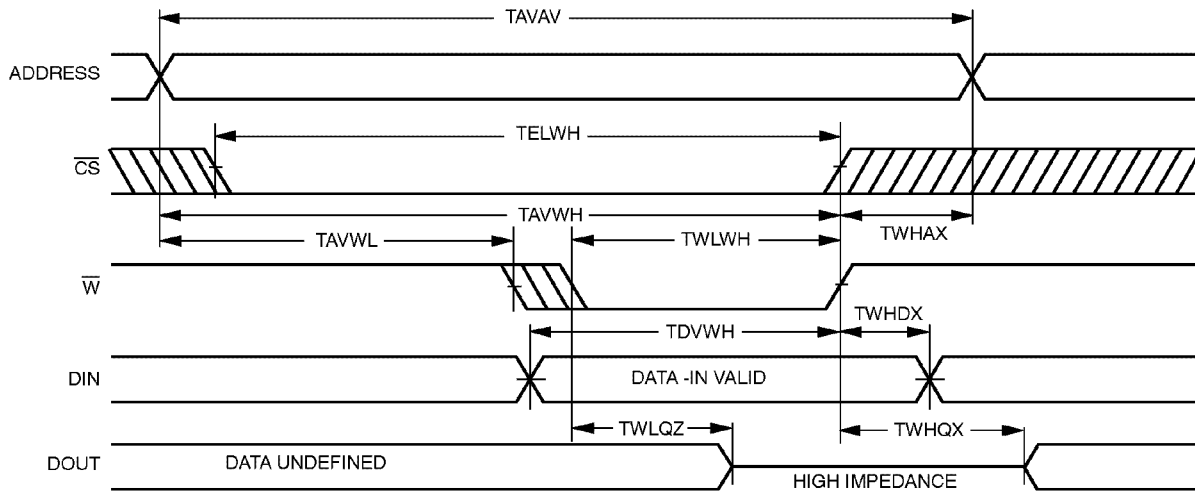 TAVAV
ADDRESS
TELWH
CS
TAVWH
TAVWL
TWLWH
TWHAX
W
TDVWH
TWHDX
DIN
DATA -IN VALID
TWLQZ
TWHQX
DOUT
DATA UNDEFINED
HIGH IMPEDANCE